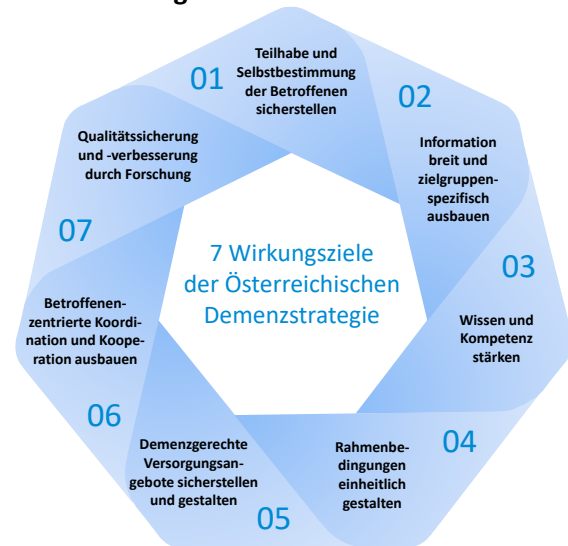 01
Teilhabe und
Selbstbestimmung
der Betroffenen
sicherstellen
02
Information
breit und
zielgruppen-
spezifisch
ausbauen
03
Wissen und
Kompetenz
stärken
04
Rahmenbe-
dingungen
einheitlich
gestalten
05
Demenzgerechte
Versorgungsan-
gebote sicherstellen
und gestalten
06
Betroffenen-
zentrierte Koordi-
nation und Koope-
ration ausbauen
07
Qualitätssicherung
und -verbesserung
durch Forschung
7 Wirkungsziele
der Österreichischen
Demenzstrategie